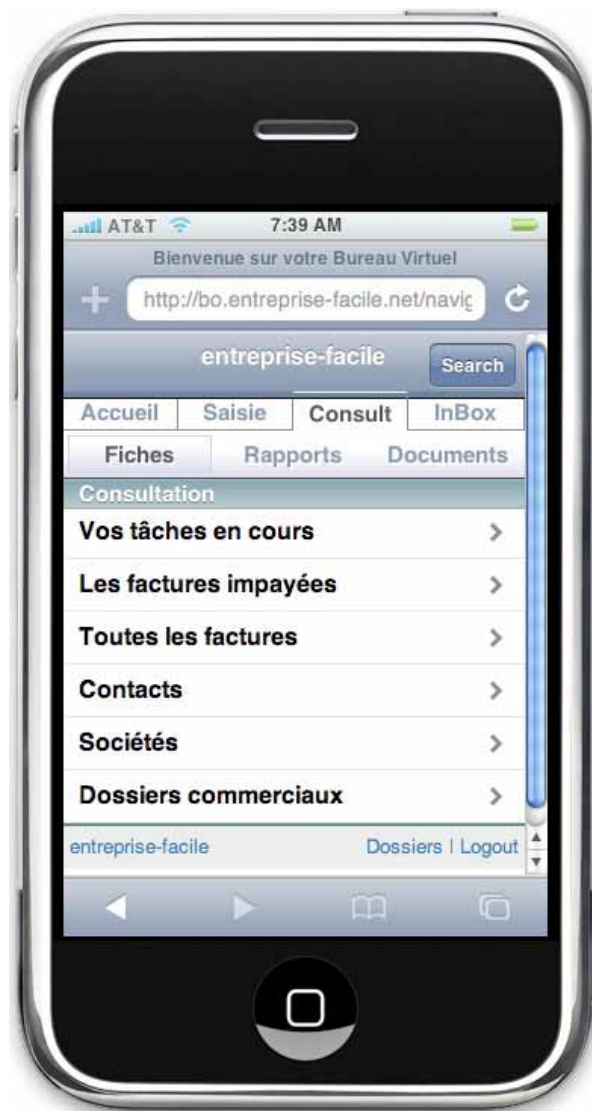 AT&T 7:39 AM
Bienvenue sur votre Bureau Virtuel
http://bo.entreprise-facile.net/navig
entreprise-facile Search
Accueil Saisie Consult InBox
Fiches Rapports Documents
Consultation
Vos tâches en cours
Les factures impayées
Toutes les factures
Contacts
Sociétés
Dossiers commerciaux
entreprise-facile Dossiers | Logout